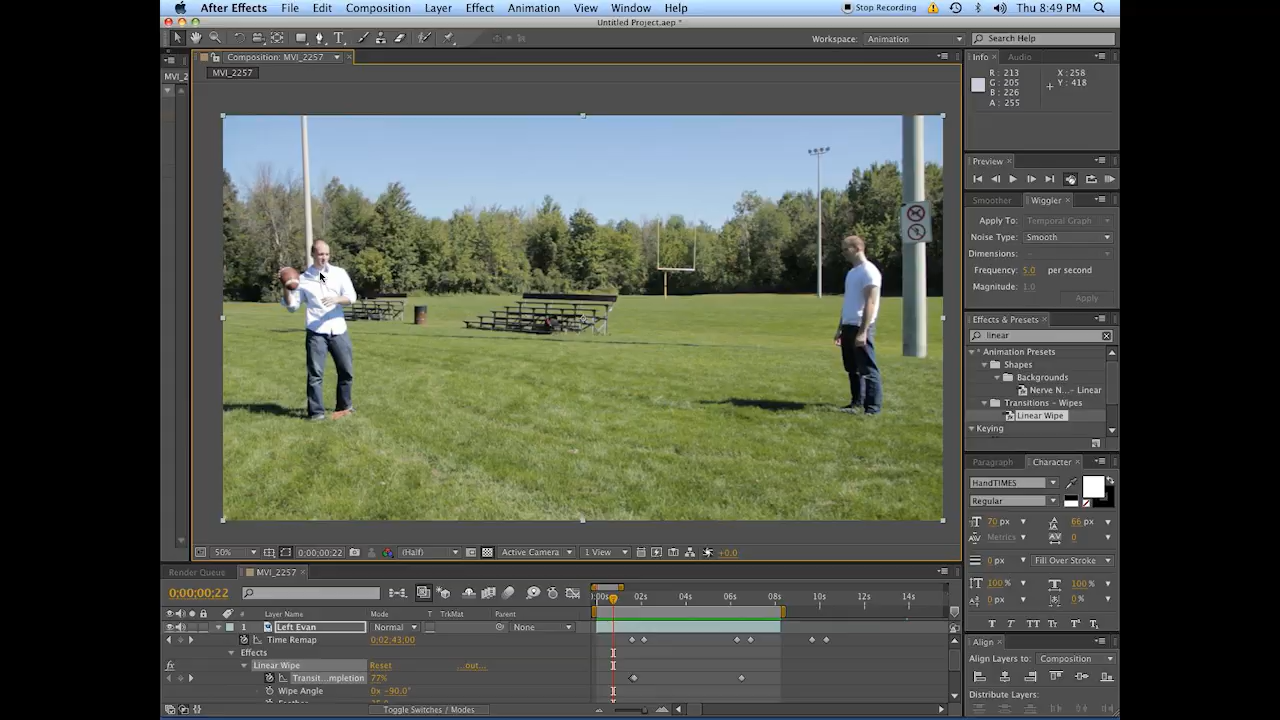 After Effects File Edit Composition Layer Effect Animation View Window Help Stop Recording Thu 8:49 PM
Untitled Project.aep *
Workspace: Animation Search Help
Composition: MVI_2257
MVI_2257
MVI_2
Info Audio
R: 213 X: 258
G: 205 Y: 418
B: 226
A: 255
Preview
Smoother Wiggler
Apply To: Temporal Graph
Noise Type: Smooth
Dimensions:
Frequency: 5.0 per second
Magnitude: 1.0
Apply
Effects & Presets
linear
Animation Presets
Shapes
Backgrounds
Nerve N...- Linear
Transitions - Wipes
Linear Wipe
Keying
Paragraph Character
HandTIMES
Regular
70 px 66 px
Metrics 0
0 px Fill Over Stroke
100 % 100 %
0 px 0 %
T T TT Tr
Align
Align Layers to: Composition
Distribute Layers:
50% 0;00;00;22 (Half) Active Camera 1 View +0.0
Render Queue MVI_2257
0;00;00;22
:00s 02s 04s 06s 08s 10s 12s 14s
Layer Name Mode T TrkMat Parent
1 Left Evan Normal None
Time Remap 0;02;43;00
Effects
Linear Wipe Reset ...out...
Transit...mpletion 77%
Wipe Angle 0x -90.0°
Toggle Switches / Modes